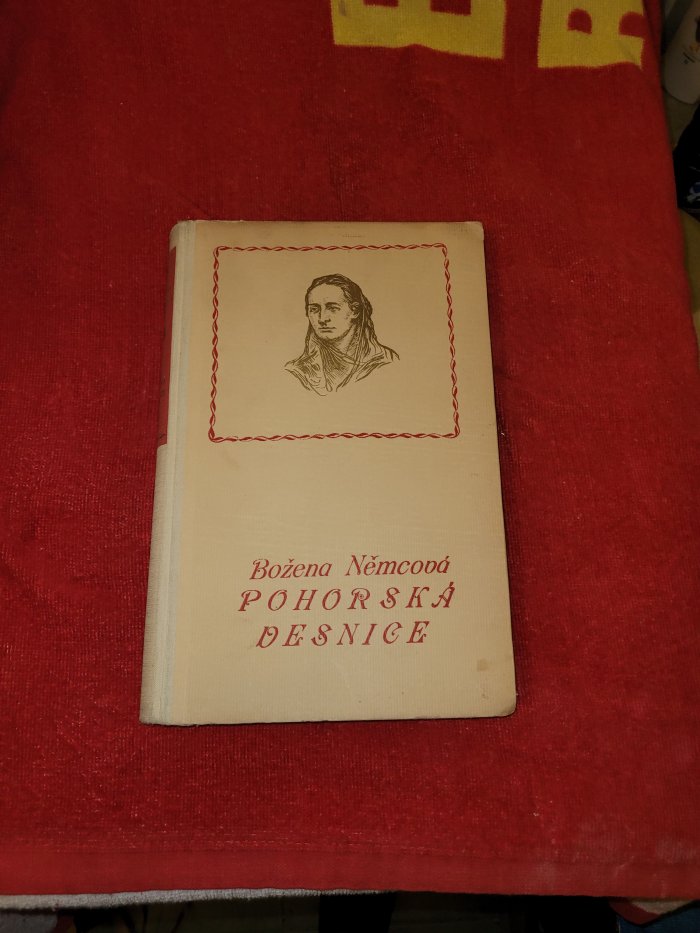 Božena Němcová
POHORSKÁ
VESNICE